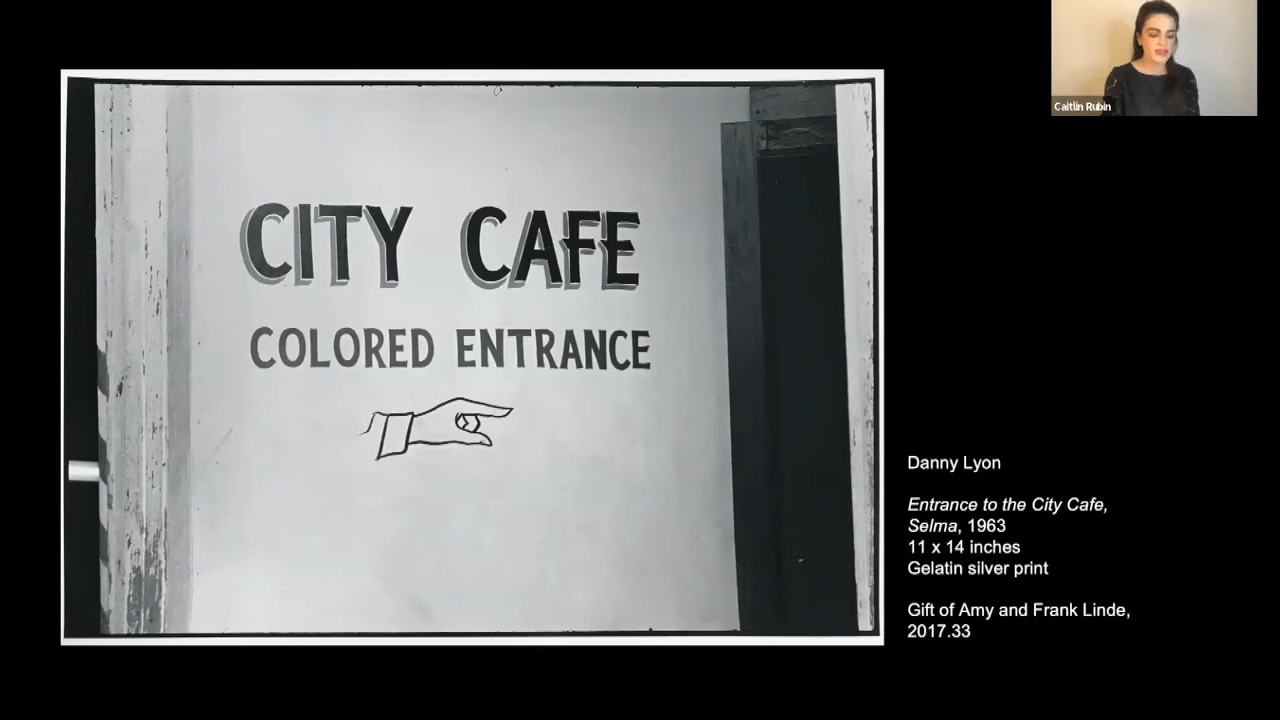 Caitlin Rubin
CITY CAFE
COLORED ENTRANCE
Danny Lyon
Entrance to the City Cafe,
Selma, 1963
11 x 14 inches
Gelatin silver print
Gift of Amy and Frank Linde,
2017.33